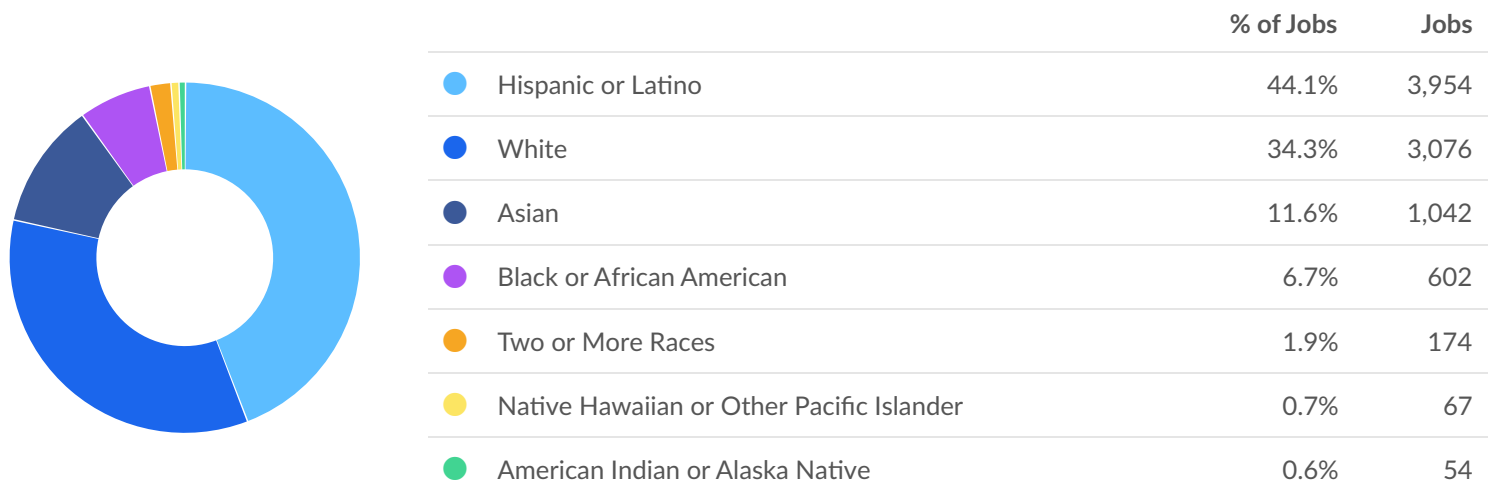 % of Jobs Jobs
Hispanic or Latino 44.1% 3,954
White 34.3% 3,076
Asian 11.6% 1,042
Black or African American 6.7% 602
Two or More Races 1.9% 174
Native Hawaiian or Other Pacific Islander 0.7% 67
American Indian or Alaska Native 0.6% 54